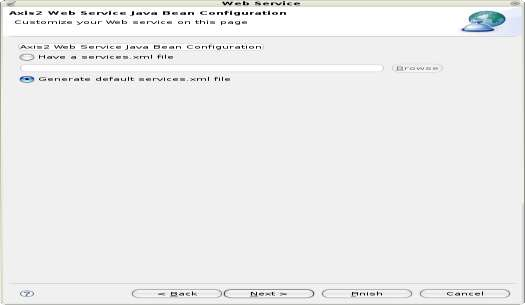 Web Service
Axis2 Web Service Java Bean Configuration
Customize your Web service on this page
Axis2 Web Service Java Bean Configuration
Have a services.xml file
Browse
Generate default services.xml file
?
< Back
Next >
Finish
Cancel